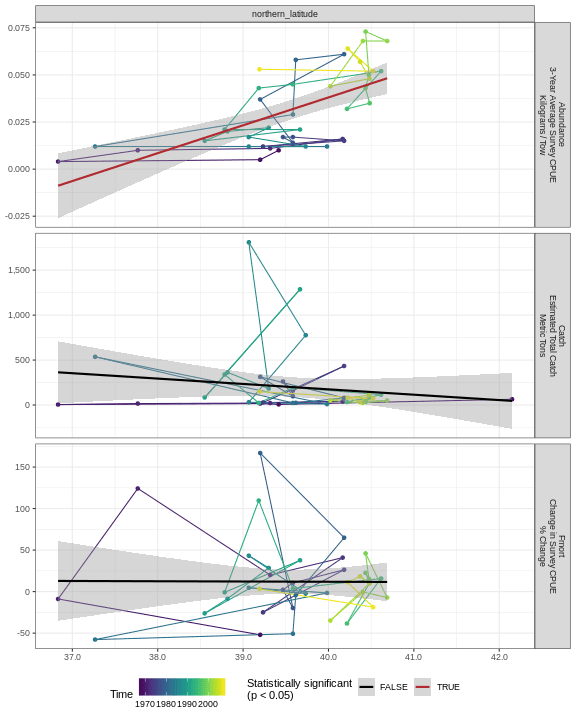 northern_latitude
0.075
0.050
0.025
0.000
-0.025
Abundance
3-Year Average Survey CPUE
Kilograms / Tow
1,500
1,000
500
0
Catch
Estimated Total Catch
Metric Tons
150
100
50
0
-50
Fmort
Change in Survey CPUE
% Change
37.0 38.0 39.0 40.0 41.0 42.0
Time
1970 1980 1990 2000
Statistically significant
(p < 0.05)
FALSE TRUE